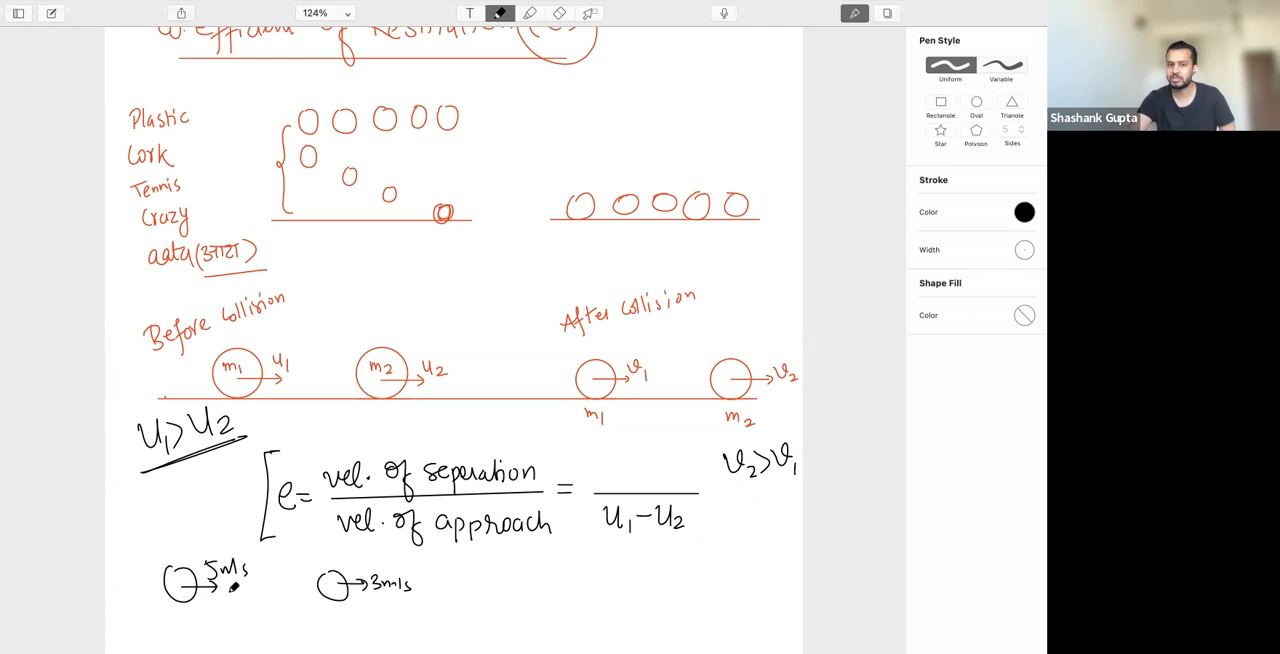 124%
T
Co-efficient of Restitution (e)
Plastic
Cork
Tennis
Crazy
aata (आटा)
Before Collision
After Collision
m1 u1
m2 u2
v1
v2
m1
m2
u1 > u2
v2 > v1
e = vel. of seperation / vel. of approach = / u1 - u2
5m/s
3m/s
Pen Style
Uniform
Variable
Rectangle
Oval
Triangle
Star
Polygon
5
Sides
Stroke
Color
Width
Shape Fill
Color
Shashank Gupta